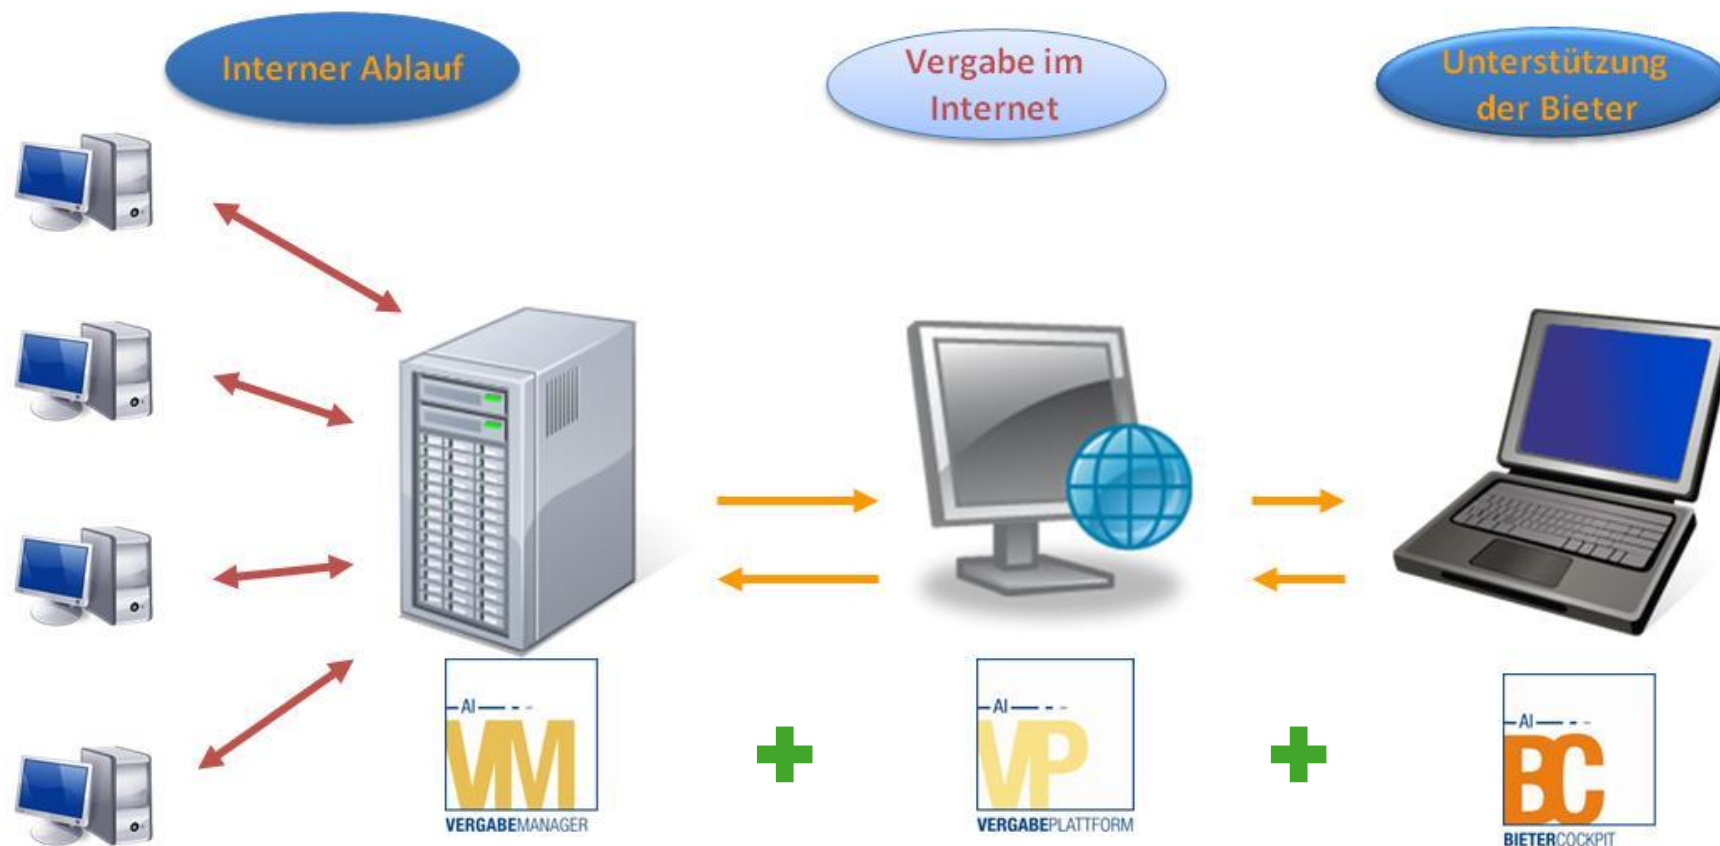 Interner Ablauf
Vergabe im
Internet
Unterstützung
der Bieter
AI
VM
VERGABEMANAGER
AI
VP
VERGABEPLATTFORM
AI
BC
BIETERCOCKPIT